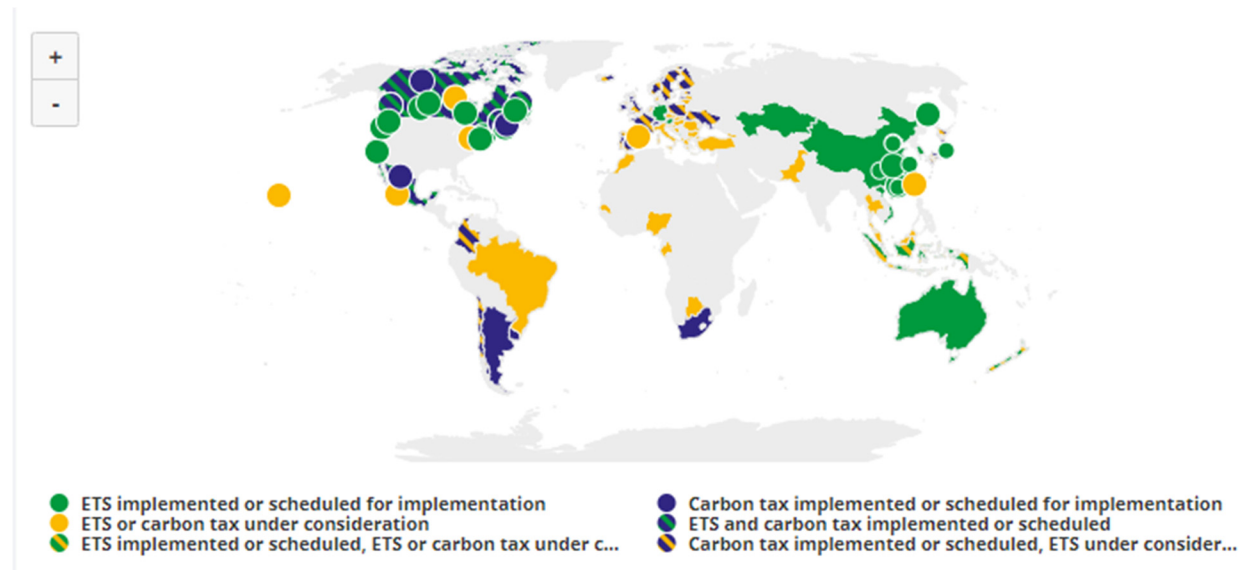 +
-
ETS implemented or scheduled for implementation
Carbon tax implemented or scheduled for implementation
ETS or carbon tax under consideration
ETS and carbon tax implemented or scheduled
ETS implemented or scheduled, ETS or carbon tax under c...
Carbon tax implemented or scheduled, ETS under consider...